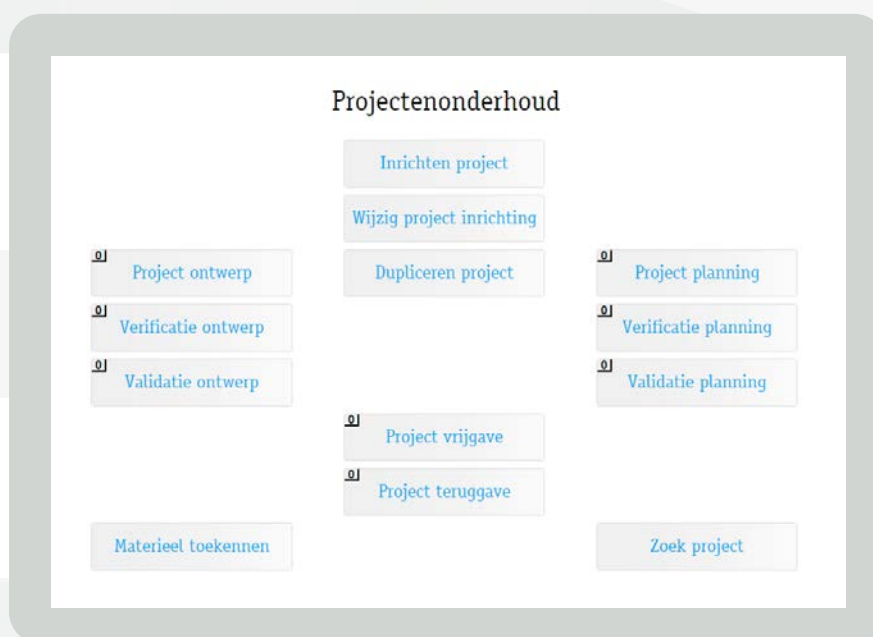 Projectenonderhoud
Inrichten project
Wijzig project inrichting
0
Project ontwerp
Dupliceren project
0
Project planning
0
Verificatie ontwerp
0
Verificatie planning
0
Validatie ontwerp
0
Validatie planning
0
Project vrijgave
0
Project teruggave
Materieel toekennen
Zoek project